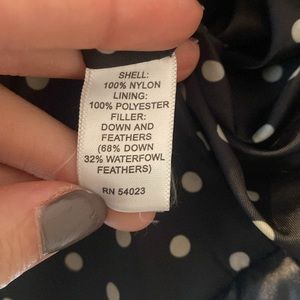 SHELL:
100% NYLON
LINING:
100% POLYESTER
FILLER:
DOWN AND
FEATHERS
(68% DOWN
32% WATERFOWL
FEATHERS)
RN 54023